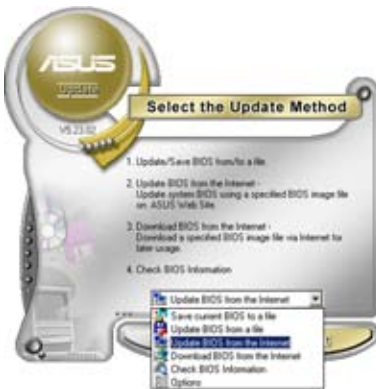 ASUS
Update
V5.23.02
Select the Update Method
1. Update/Save BIOS from/to a file.
2. Update BIOS from the Internet -
Update system BIOS using a specified BIOS image file
on ASUS Web Site.
3. Download BIOS from the Internet -
Download a specified BIOS image file via Internet for
later usage.
4. Check BIOS Information
Update BIOS from the Internet
Save current BIOS to a file
Update BIOS from a file
Update BIOS from the Internet
Download BIOS from the Internet
Check BIOS Information
Options